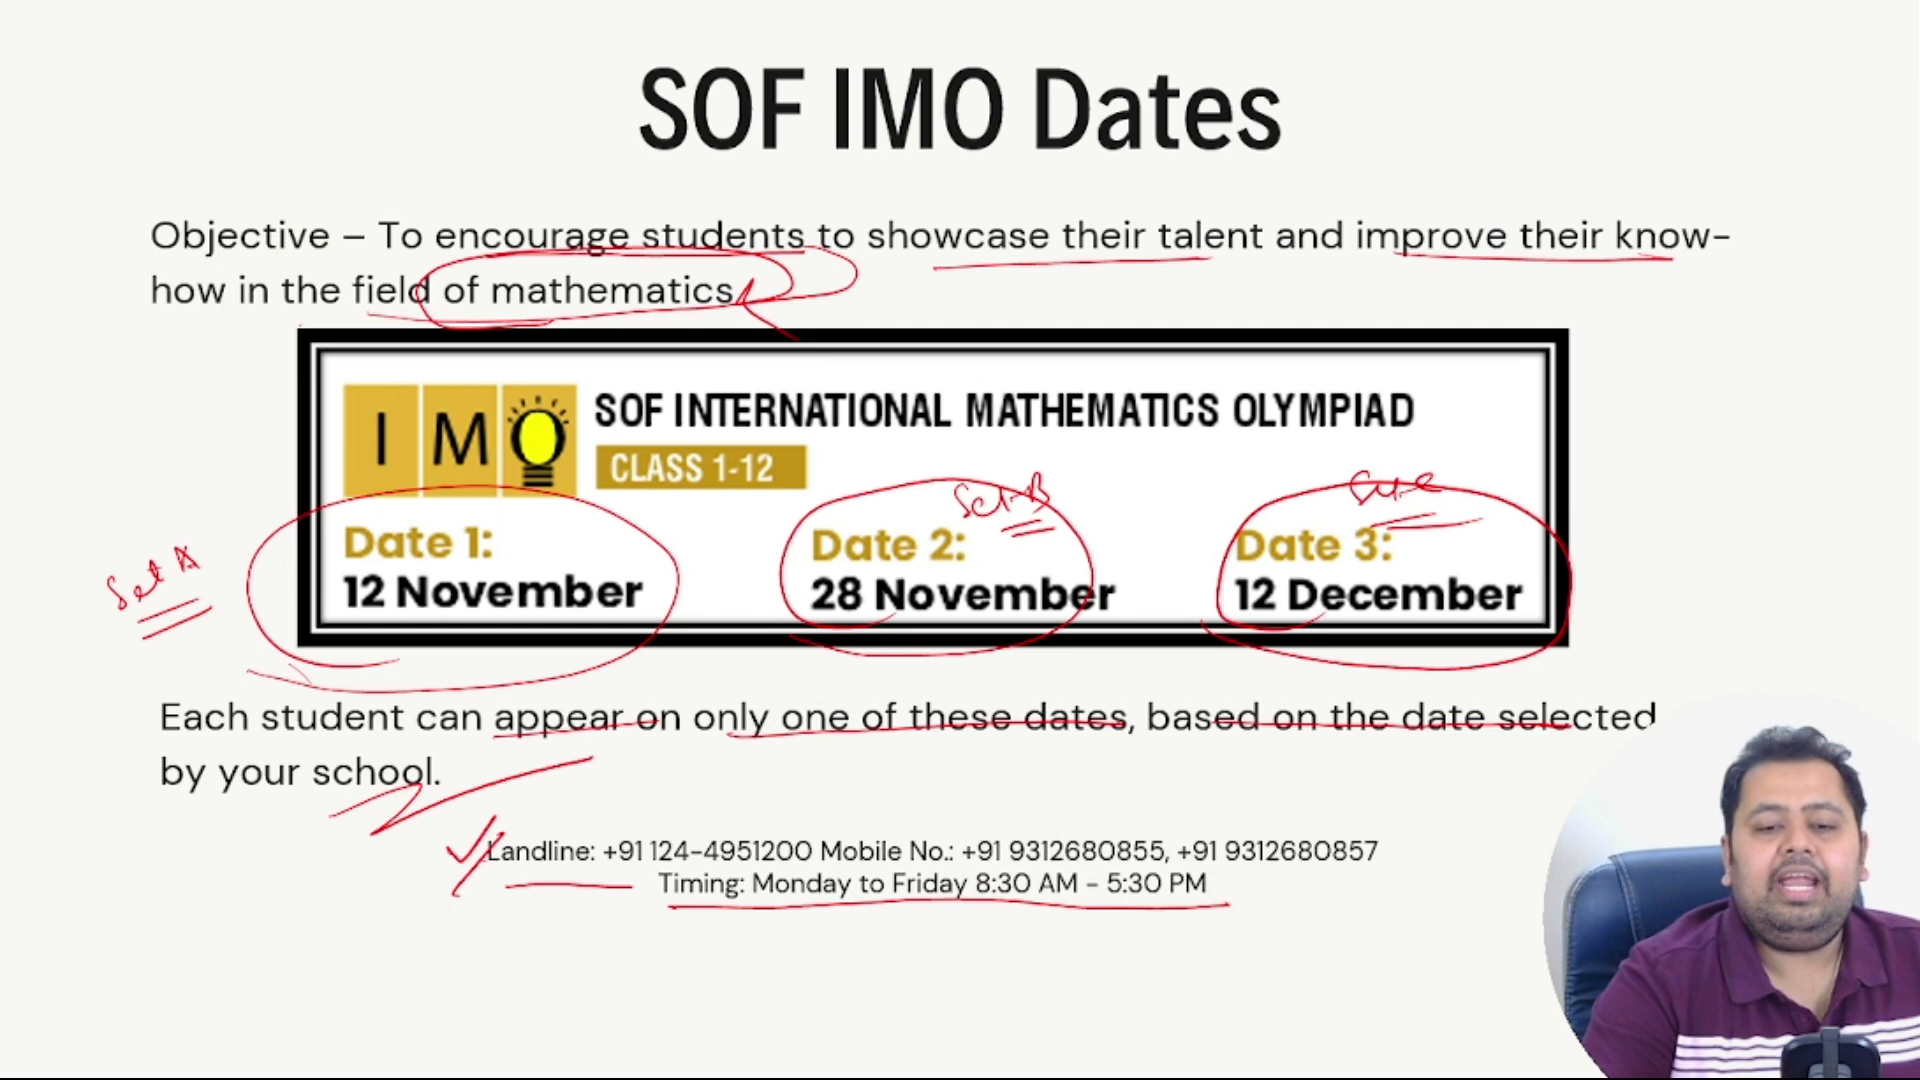 SOF IMO Dates
Objective – To encourage students to showcase their talent and improve their know-
how in the field of mathematics
IMO
SOF INTERNATIONAL MATHEMATICS OLYMPIAD
CLASS 1-12
Set A
Set-B
Date 1:
12 November
Date 2:
28 November
Date 3:
12 December
Each student can appear on only one of these dates, based on the date selected
by your school.
Landline: +91 124-4951200 Mobile No.: +91 9312680855, +91 9312680857
Timing: Monday to Friday 8:30 AM - 5:30 PM